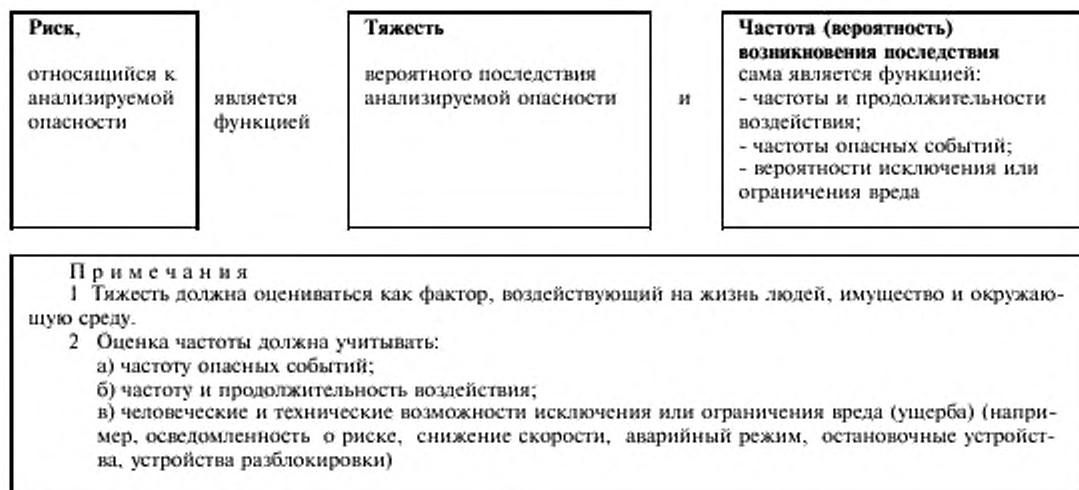 Риск,
относящийся к
анализируемой
опасности
является
функцией
Тяжесть
вероятного последствия
анализируемой опасности
и
Частота (вероятность)
возникновения последствия
сама является функцией:
- частоты и продолжительности
воздействия;
- частоты опасных событий;
- вероятности исключения или
ограничения вреда
Примечания
1 Тяжесть должна оцениваться как фактор, воздействующий на жизнь людей, имущество и окружаю-
щую среду.
2 Оценка частоты должна учитывать:
а) частоту опасных событий;
б) частоту и продолжительность воздействия;
в) человеческие и технические возможности исключения или ограничения вреда (ущерба) (напри-
мер, осведомленность о риске, снижение скорости, аварийный режим, остановочные устройст-
ва, устройства разблокировки)